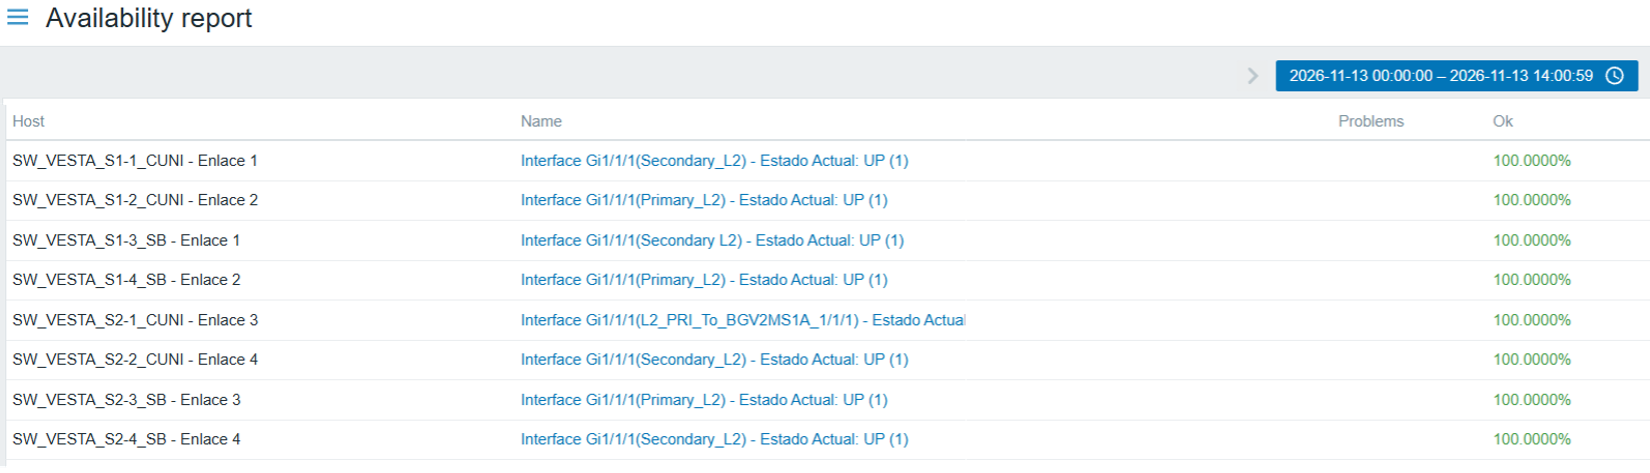 Availability report
2026-11-13 00:00:00 – 2026-11-13 14:00:59
Host Name Problems Ok
SW_VESTA_S1-1_CUNI - Enlace 1 Interface Gi1/1/1(Secondary_L2) - Estado Actual: UP (1) 100.0000%
SW_VESTA_S1-2_CUNI - Enlace 2 Interface Gi1/1/1(Primary_L2) - Estado Actual: UP (1) 100.0000%
SW_VESTA_S1-3_SB - Enlace 1 Interface Gi1/1/1(Secondary L2) - Estado Actual: UP (1) 100.0000%
SW_VESTA_S1-4_SB - Enlace 2 Interface Gi1/1/1(Primary_L2) - Estado Actual: UP (1) 100.0000%
SW_VESTA_S2-1_CUNI - Enlace 3 Interface Gi1/1/1(L2_PRI_To_BGV2MS1A_1/1/1) - Estado Actual 100.0000%
SW_VESTA_S2-2_CUNI - Enlace 4 Interface Gi1/1/1(Secondary_L2) - Estado Actual: UP (1) 100.0000%
SW_VESTA_S2-3_SB - Enlace 3 Interface Gi1/1/1(Primary_L2) - Estado Actual: UP (1) 100.0000%
SW_VESTA_S2-4_SB - Enlace 4 Interface Gi1/1/1(Secondary_L2) - Estado Actual: UP (1) 100.0000%